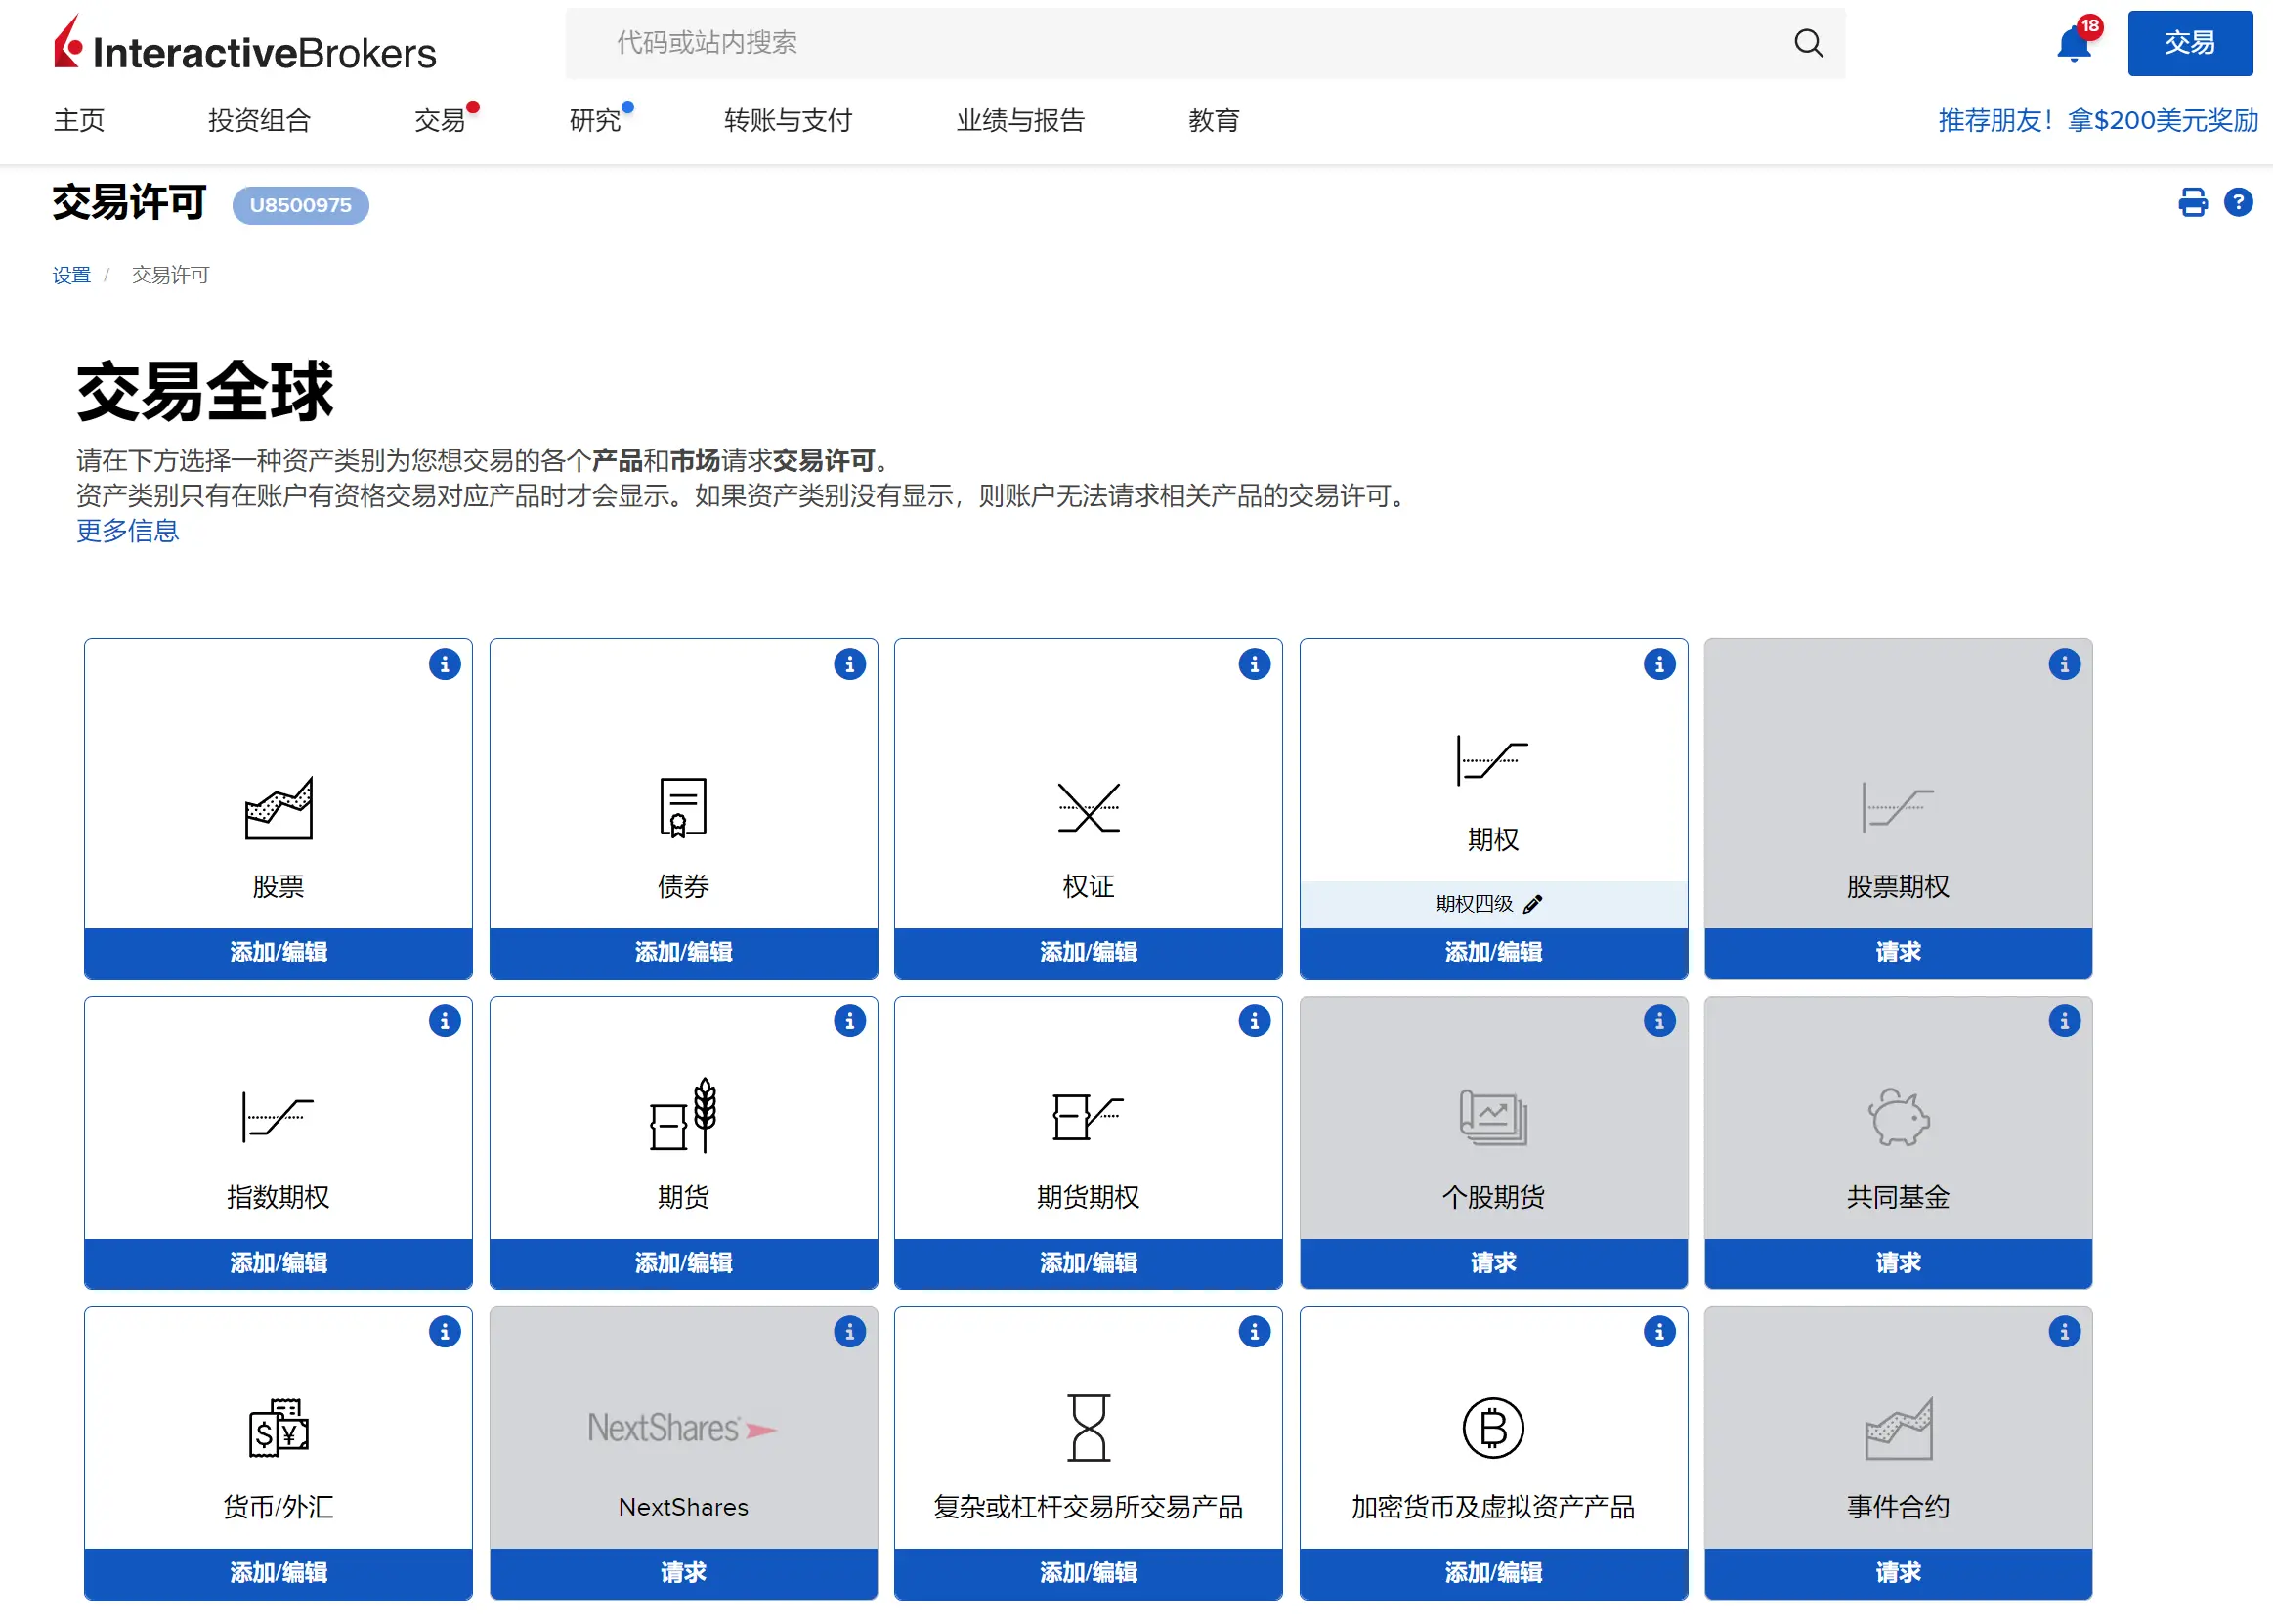 InteractiveBrokers
代码或站内搜索
18
交易
主页
投资组合
交易
研究
转账与支付
业绩与报告
教育
推荐朋友！拿$200美元奖励
交易许可
U8500975
设置 / 交易许可
交易全球
请在下方选择一种资产类别为您想交易的各个产品和市场请求交易许可。
资产类别只有在账户有资格交易对应产品时才会显示。如果资产类别没有显示，则账户无法请求相关产品的交易许可。
更多信息
股票
添加/编辑
债券
添加/编辑
权证
添加/编辑
期权
期权四级
添加/编辑
股票期权
请求
指数期权
添加/编辑
期货
添加/编辑
期货期权
添加/编辑
个股期货
请求
共同基金
请求
货币/外汇
添加/编辑
NextShares
NextShares
请求
复杂或杠杆交易所交易产品
添加/编辑
加密货币及虚拟资产产品
添加/编辑
事件合约
请求